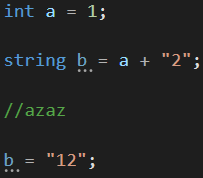 int a = 1;
string b = a + "2";
//azaz
b = "12";